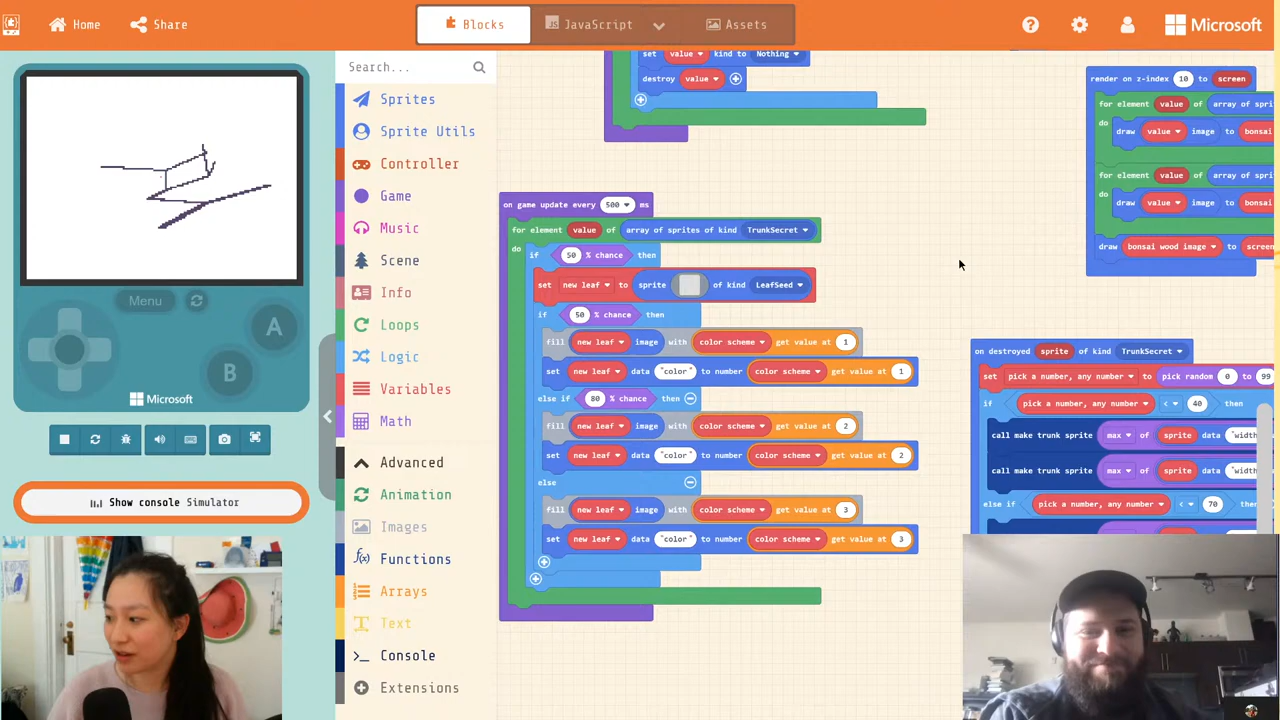 Home
Share
Blocks
JavaScript
Assets
Microsoft
Menu
A
B
Microsoft
Show console Simulator
Search...
Sprites
Sprite Utils
Controller
Game
Music
Scene
Info
Loops
Logic
Variables
Math
Advanced
Animation
Images
Functions
Arrays
Text
Console
Extensions
set value kind to Nothing
destroy value
on game update every 500 ms
for element value of array of sprites of kind TrunkSecret
do
if 50 % chance then
set new leaf to sprite of kind LeafSeed
if 50 % chance then
fill new leaf image with color scheme get value at 1
set new leaf data "color" to number color scheme get value at 1
else if 80 % chance then
fill new leaf image with color scheme get value at 2
set new leaf data "color" to number color scheme get value at 2
else
fill new leaf image with color scheme get value at 3
set new leaf data "color" to number color scheme get value at 3
render on z-index 10 to screen
for element value of array of spri
do draw value image to bonsai
for element value of array of spri
do draw value image to bonsai
draw bonsai wood image to screen
on destroyed sprite of kind TrunkSecret
set pick a number, any number to pick random 0 to 99
if pick a number, any number < 40 then
call make trunk sprite max of sprite data "width
call make trunk sprite max of sprite data "width
else if pick a number, any number < 70 then